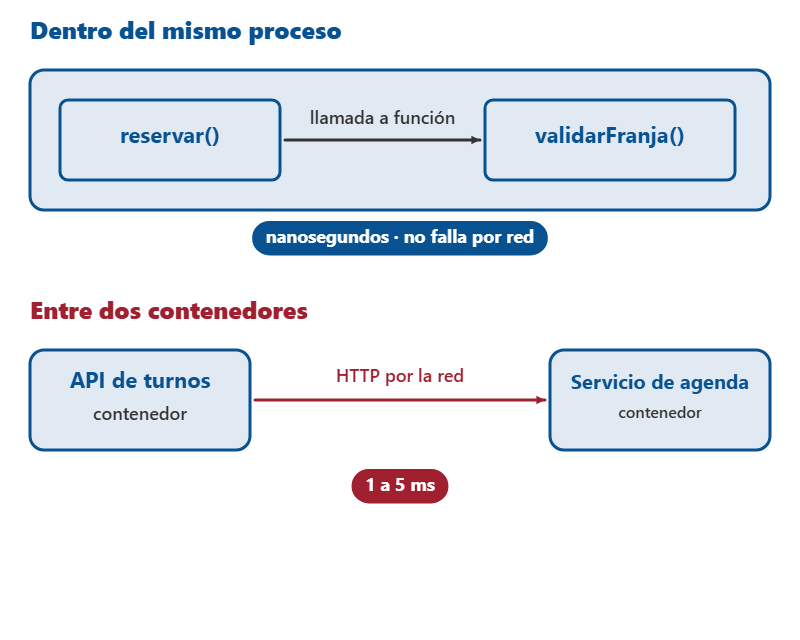 Dentro del mismo proceso
reservar()
llamada a función
validarFranja()
nanosegundos · no falla por red
Entre dos contenedores
API de turnos
contenedor
HTTP por la red
Servicio de agenda
contenedor
1 a 5 ms